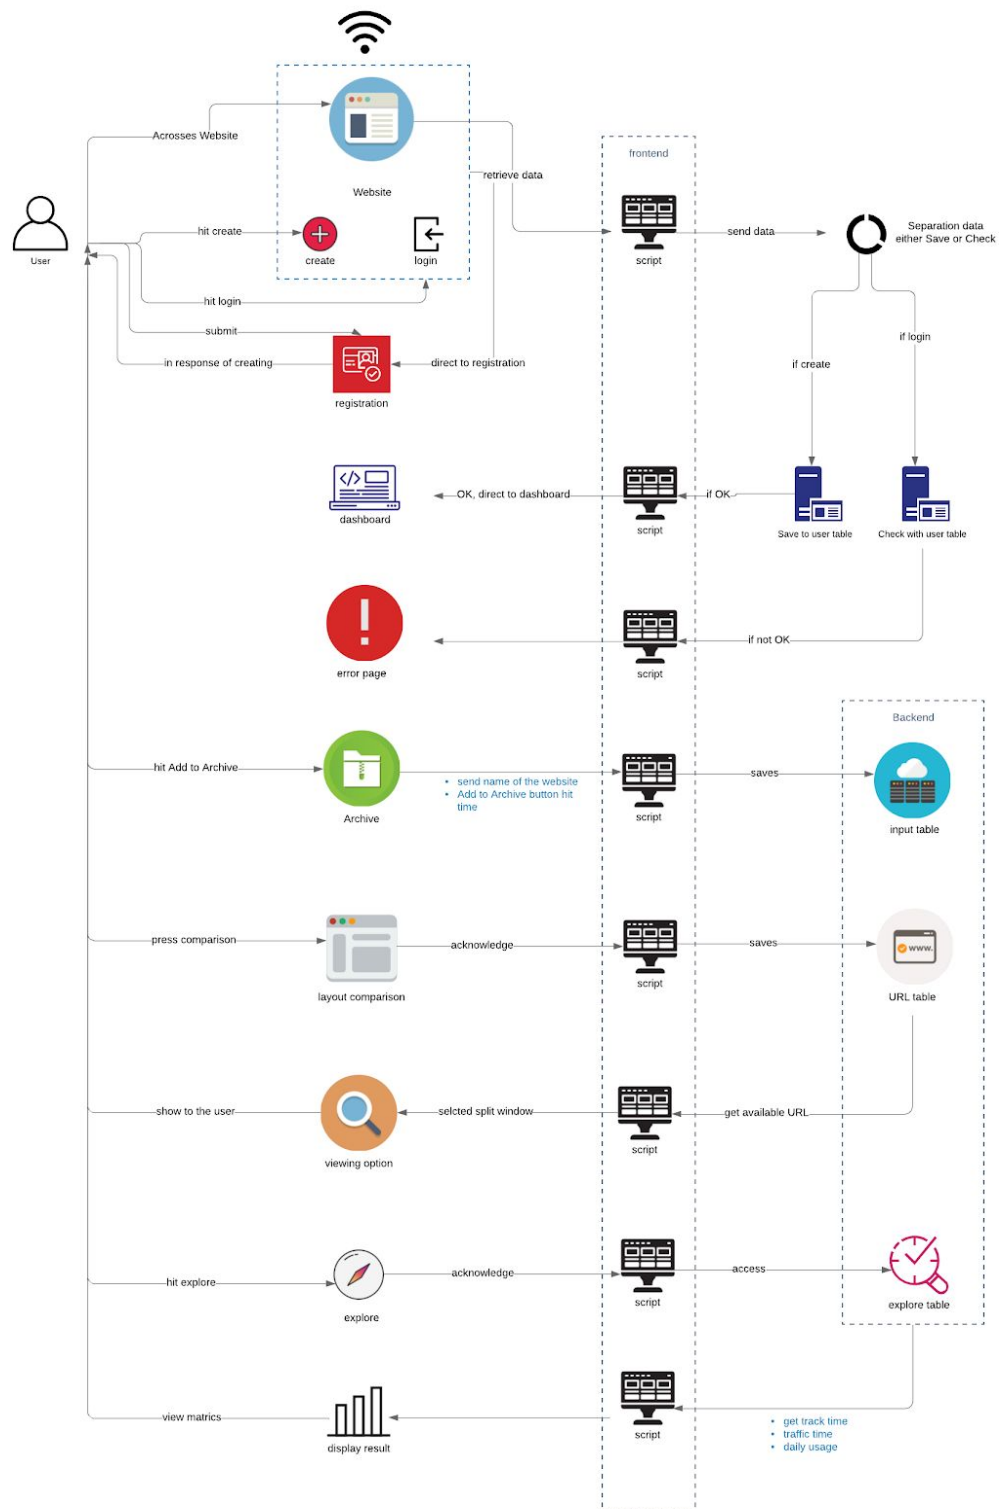 Acrosses Website
Website
retrieve data
frontend
User
hit create
create
login
script
send data
Separation data
either Save or Check
hit login
submit
in response of creating
direct to registration
registration
if create
if login
dashboard
OK, direct to dashboard
script
if OK
Save to user table
Check with user table
error page
script
if not OK
Backend
hit Add to Archive
Archive
• send name of the website
• Add to Archive button hit
time
script
saves
input table
press comparison
layout comparison
acknowledge
script
saves
www.
URL table
show to the user
viewing option
selcted split window
script
get available URL
hit explore
explore
acknowledge
script
access
explore table
view matrics
display result
script
• get track time
• traffic time
• daily usage